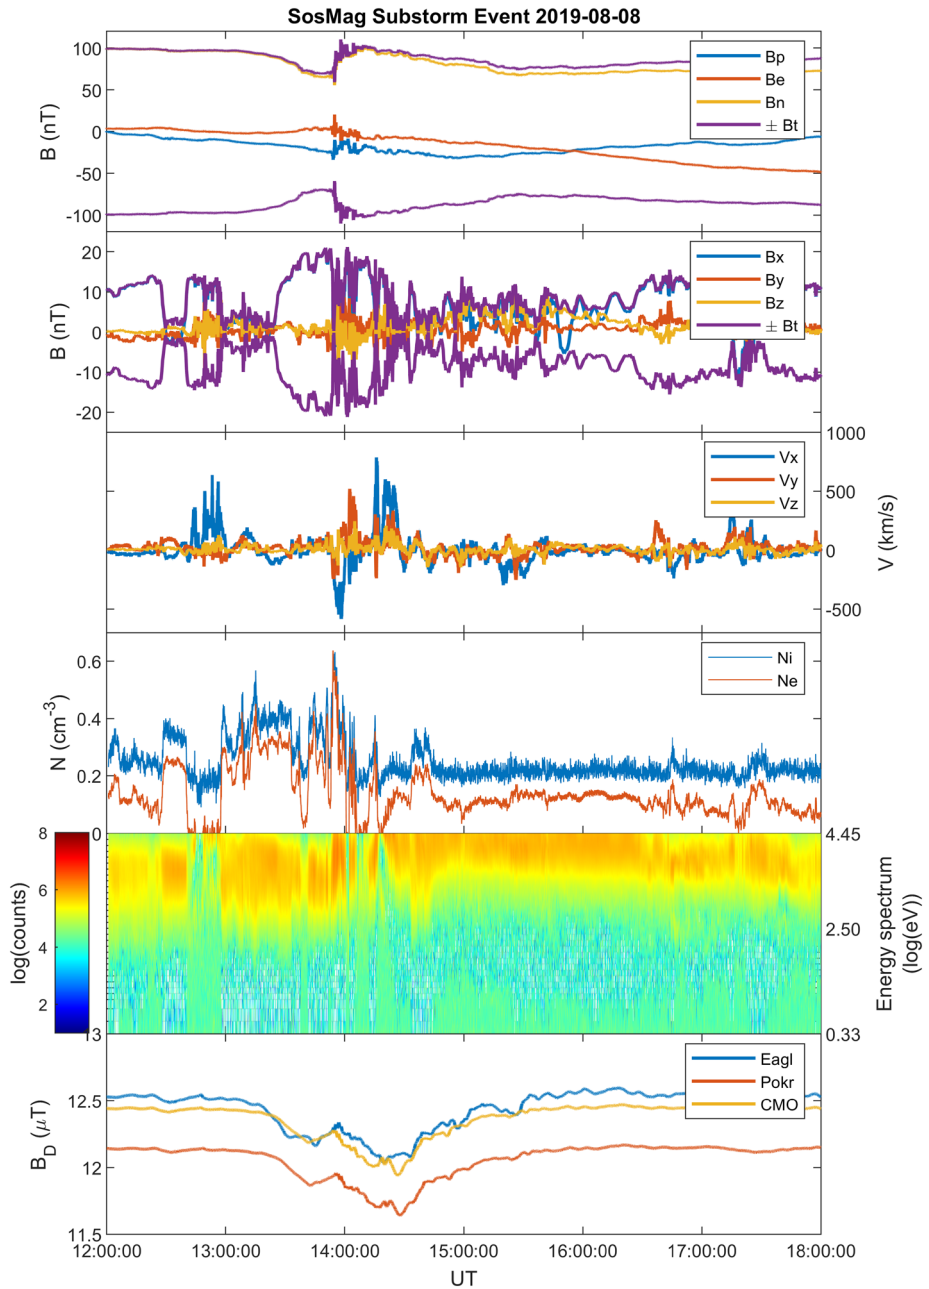 SosMag Substorm Event 2019-08-08
100
50
0
-50
-100
B (nT)
Bp
Be
Bn
± Bt
20
10
0
-10
-20
B (nT)
Bx
By
Bz
± Bt
1000
500
0
-500
V (km/s)
Vx
Vy
Vz
0.6
0.4
0.2
0
N (cm-3)
Ni
Ne
8
6
4
2
log(counts)
4.45
2.50
0.33
Energy spectrum
(log(eV))
13
12.5
12
11.5
BD (μT)
Eagl
Pokr
CMO
12:00:00 13:00:00 14:00:00 15:00:00 16:00:00 17:00:00 18:00:00
UT